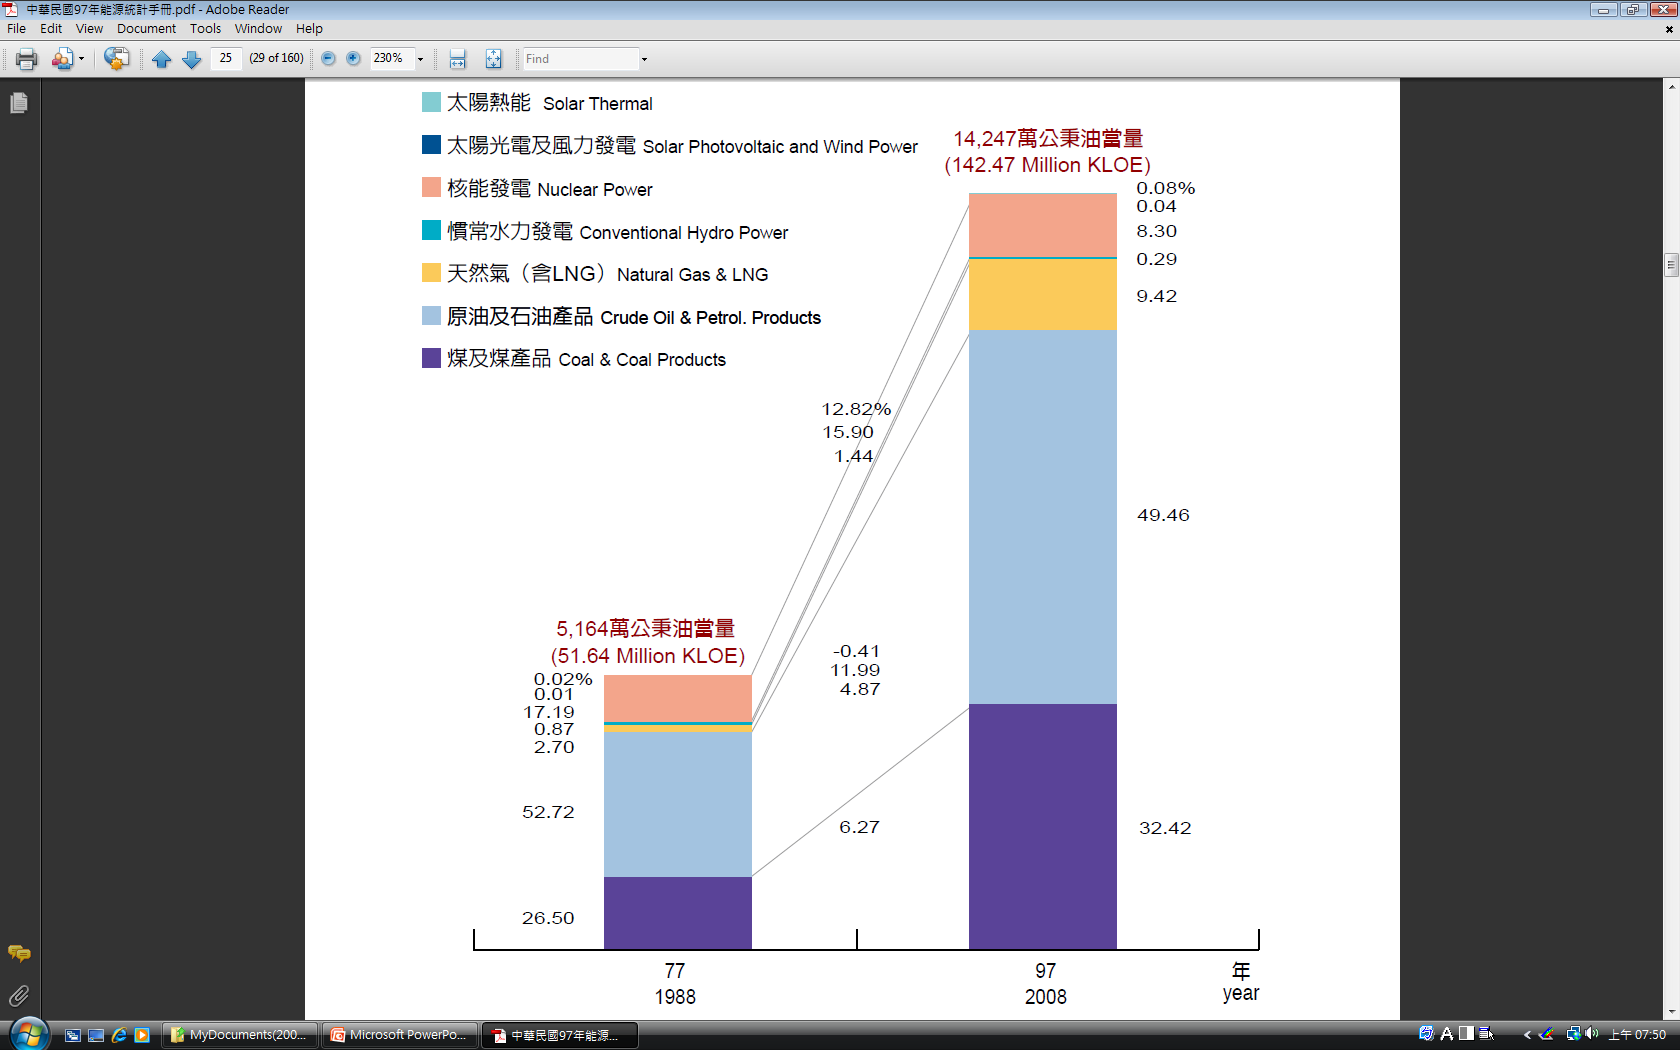 中華民國97年能源統計手冊.pdf - Adobe Reader
File Edit View Document Tools Window Help
25 (29 of 160) 230% Find
太陽熱能 Solar Thermal
太陽光電及風力發電 Solar Photovoltaic and Wind Power
核能發電 Nuclear Power
慣常水力發電 Conventional Hydro Power
天然氣（含LNG）Natural Gas & LNG
原油及石油產品 Crude Oil & Petrol. Products
煤及煤產品 Coal & Coal Products
14,247萬公秉油當量
(142.47 Million KLOE)
0.08%
0.04
8.30
0.29
9.42
49.46
32.42
12.82%
15.90
1.44
-0.41
11.99
4.87
6.27
5,164萬公秉油當量
(51.64 Million KLOE)
0.02%
0.01
17.19
0.87
2.70
52.72
26.50
77
1988
97
2008
年
year
MyDocuments(200... Microsoft PowerPo... 中華民國97年能源... A 上午 07:50